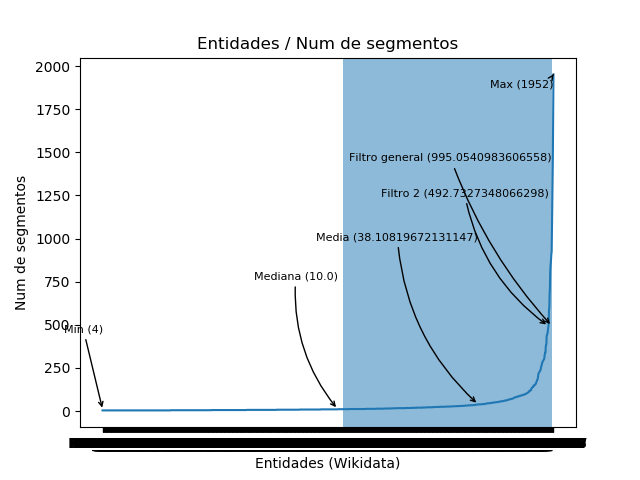 Entidades / Num de segmentos
2000
1750
1500
1250
1000
750
500
250
0
Num de segmentos
Max (1952)
Filtro general (995.0540983606558)
Filtro 2 (492.7327348066298)
Media (38.10819672131147)
Mediana (10.0)
Min (4)
Entidades (Wikidata)